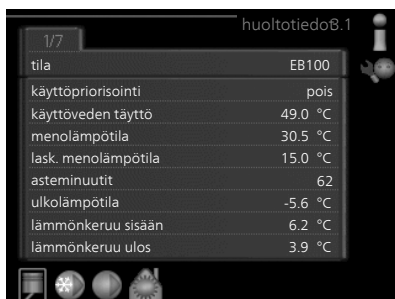 huoltotiedot3.1
1/7
tila EB100
käyttöpriorisointi pois
käyttöveden täyttö 49.0 °C
menolämpötila 30.5 °C
lask. menolämpötila 15.0 °C
asteminuutit 62
ulkolämpötila -5.6 °C
lämmönkeruu sisään 6.2 °C
lämmönkeruu ulos 3.9 °C